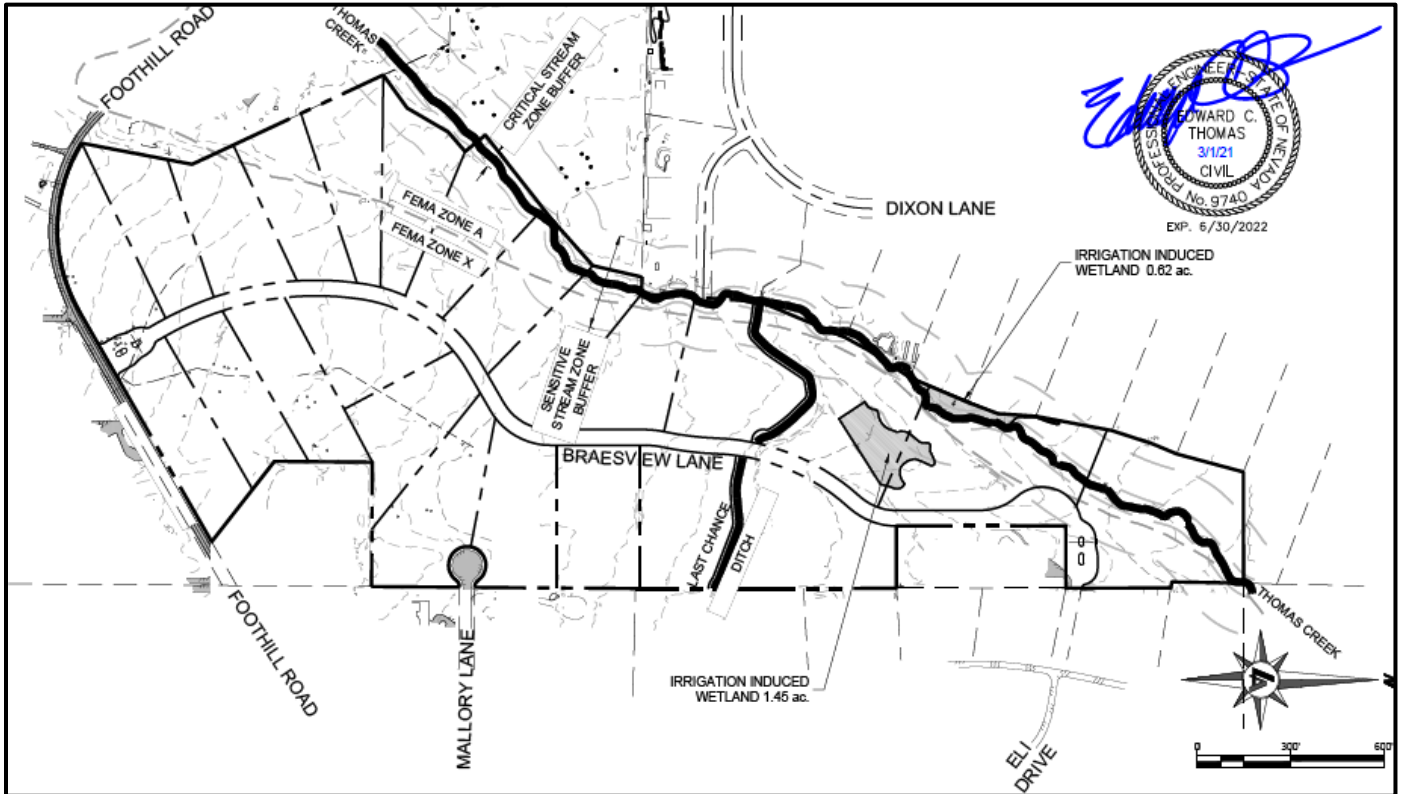 FOOTHILL ROAD
THOMAS
CREEK
CRITICAL STREAM
ZONE BUFFER
PROFESSIONAL ENGINEER-STATE OF NEVADA
EDWARD C.
THOMAS
3/1/21
CIVIL
No. 9740
EXP. 6/30/2022
FEMA ZONE A
FEMA ZONE X
DIXON LANE
IRRIGATION INDUCED
WETLAND 0.62 ac.
SENSITIVE
STREAM ZONE
BUFFER
BRAESVIEW LANE
LAST CHANCE
DITCH
FOOTHILL ROAD
MALLORY LANE
IRRIGATION INDUCED
WETLAND 1.45 ac.
ELI
DRIVE
THOMAS CREEK
N
0 300' 600'